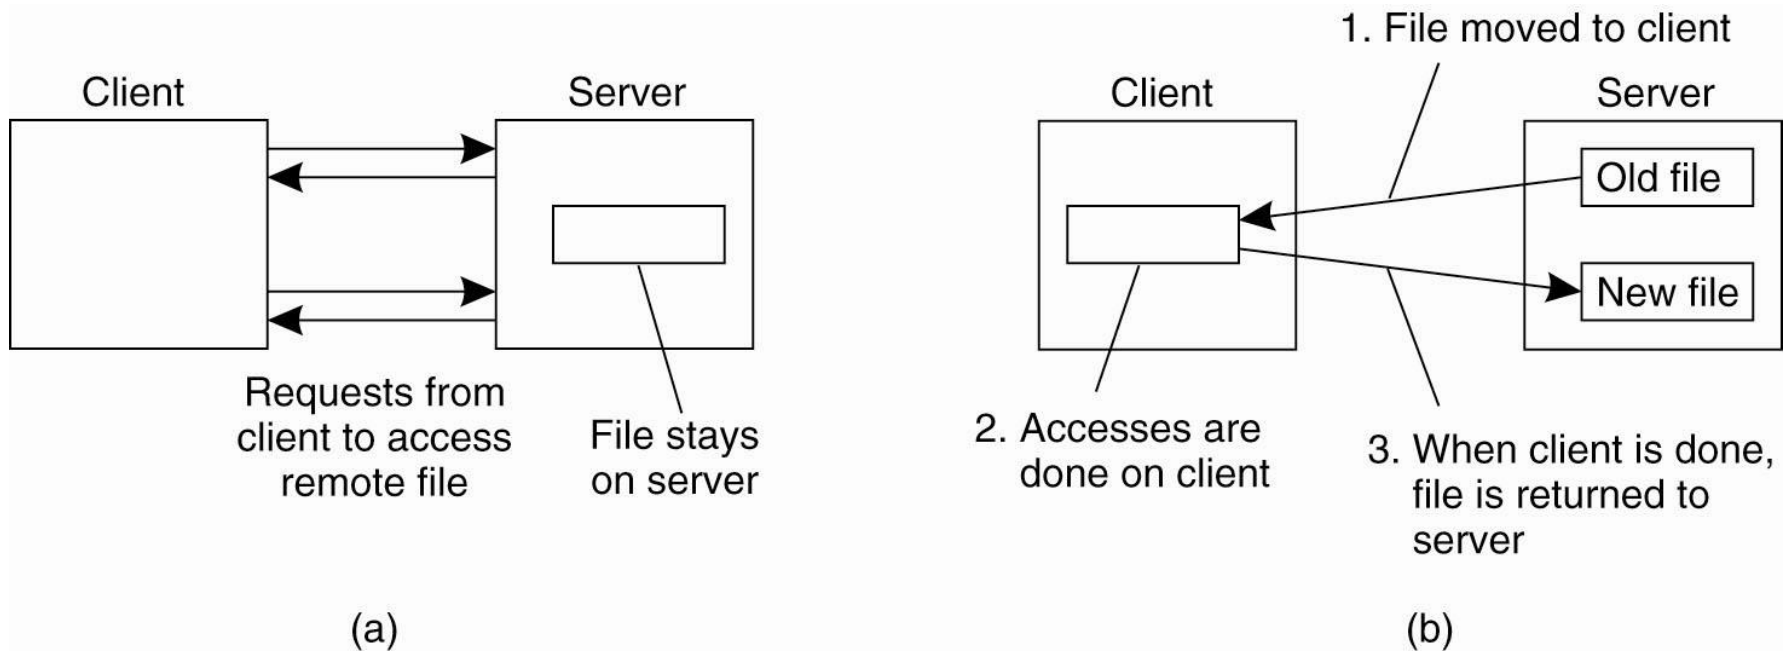 Client
Server
Requests from
client to access
remote file
File stays
on server
(a)
1. File moved to client
Client
Server
Old file
New file
2. Accesses are
done on client
3. When client is done,
file is returned to
server
(b)